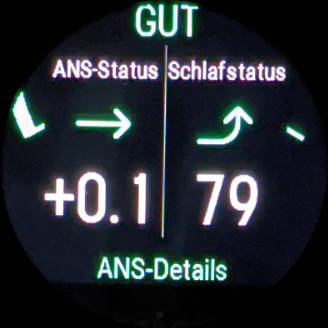 GUT
ANS-Status Schlafstatus
+0.1 79
ANS-Details